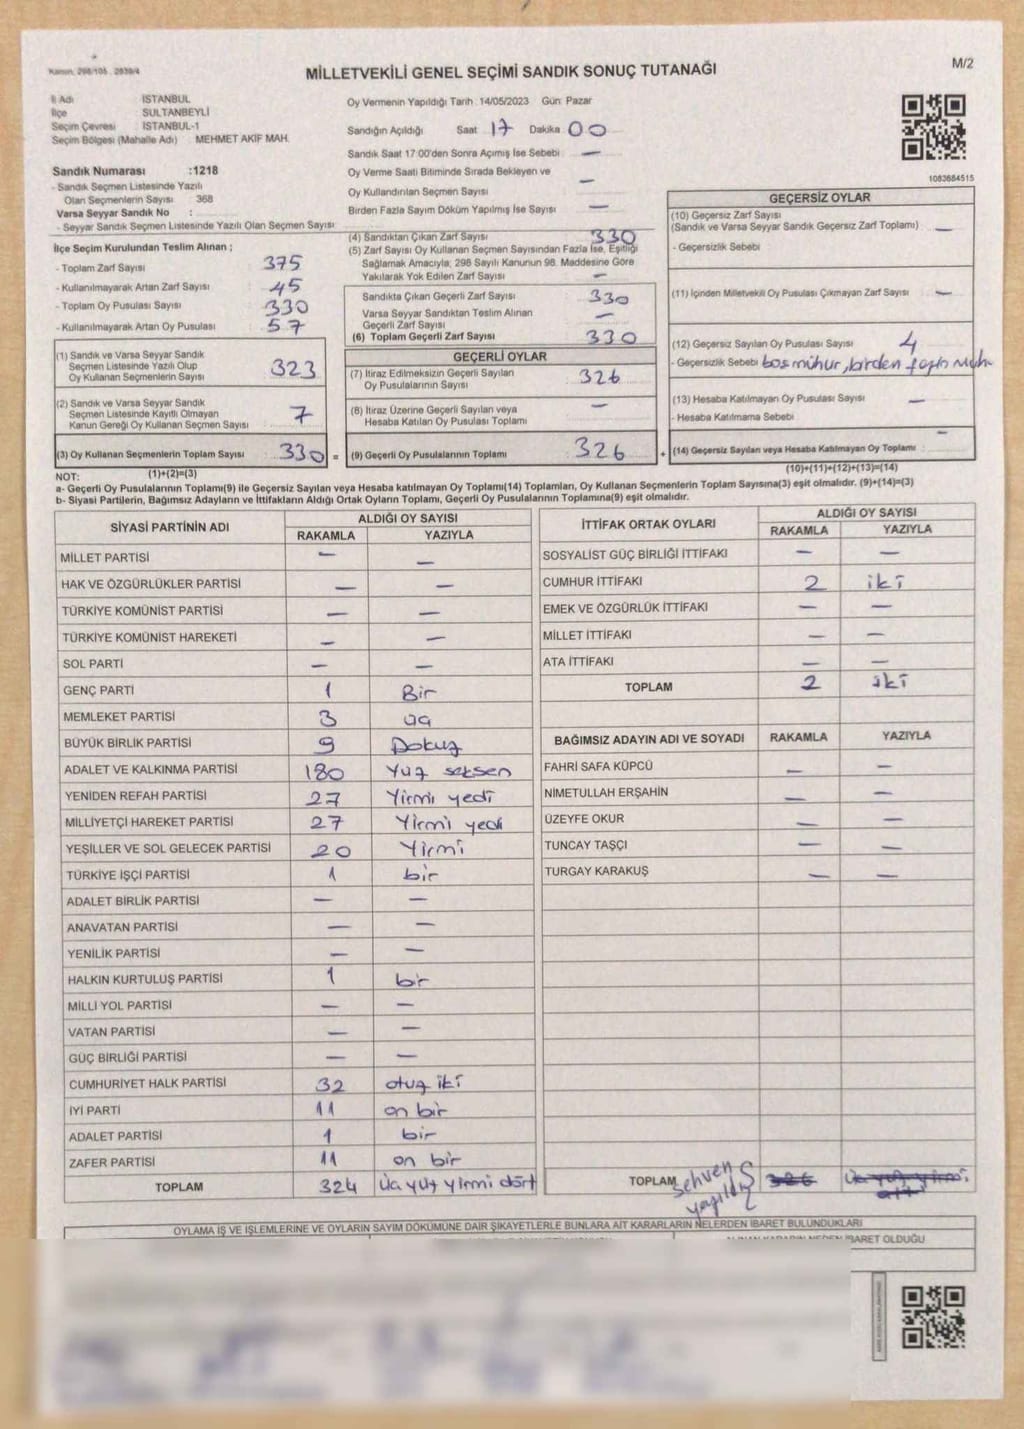 Kanun: 298/105, 2839/4
MİLLETVEKİLİ GENEL SEÇİMİ SANDIK SONUÇ TUTANAĞI
M/2
İl Adı İSTANBUL
İlçe SULTANBEYLİ
Seçim Çevresi İSTANBUL-1
Seçim Bölgesi (Mahalle Adı) MEHMET AKİF MAH.
Sandık Numarası :1218
- Sandık Seçmen Listesinde Yazılı
Olan Seçmenlerin Sayısı 368
Varsa Seyyar Sandık No :
- Seyyar Sandık Seçmen Listesinde Yazılı Olan Seçmen Sayısı
İlçe Seçim Kurulundan Teslim Alınan ;
- Toplam Zarf Sayısı 375
- Kullanılmayarak Artan Zarf Sayısı 45
- Toplam Oy Pusulası Sayısı 330
- Kullanılmayarak Artan Oy Pusulası 57
(1) Sandık ve Varsa Seyyar Sandık
Seçmen Listesinde Yazılı Olup
Oy Kullanan Seçmenlerin Sayısı 323
(2) Sandık ve Varsa Seyyar Sandık
Seçmen Listesinde Kayıtlı Olmayan
Kanun Gereği Oy Kullanan Seçmen Sayısı 7
(3) Oy Kullanan Seçmenlerin Toplam Sayısı 330 =
(1)+(2)=(3)
Oy Vermenin Yapıldığı Tarih :14/05/2023 Gün: Pazar
Sandığın Açıldığı Saat 17 Dakika 00
Sandık Saat 17:00'den Sonra Açılmış İse Sebebi —
Oy Verme Saati Bitiminde Sırada Bekleyen ve
Oy Kullandırılan Seçmen Sayısı —
Birden Fazla Sayım Döküm Yapılmış İse Sayısı —
(4) Sandıktan Çıkan Zarf Sayısı 330
(5) Zarf Sayısı Oy Kullanan Seçmen Sayısından Fazla İse, Eşitliği
Sağlamak Amacıyla, 298 Sayılı Kanunun 98. Maddesine Göre
Yakılarak Yok Edilen Zarf Sayısı —
Sandıkta Çıkan Geçerli Zarf Sayısı 330
Varsa Seyyar Sandıktan Teslim Alınan
Geçerli Zarf Sayısı —
(6) Toplam Geçerli Zarf Sayısı 330
GEÇERLİ OYLAR
(7) İtiraz Edilmeksizin Geçerli Sayılan
Oy Pusulalarının Sayısı 326
(8) İtiraz Üzerine Geçerli Sayılan veya
Hesaba Katılan Oy Pusulası Toplamı —
(9) Geçerli Oy Pusulalarının Toplamı 326 +
1083684515
GEÇERSİZ OYLAR
(10) Geçersiz Zarf Sayısı
(Sandık ve Varsa Seyyar Sandık Geçersiz Zarf Toplamı) —
- Geçersizlik Sebebi
(11) İçinden Milletvekili Oy Pusulası Çıkmayan Zarf Sayısı —
(12) Geçersiz Sayılan Oy Pusulası Sayısı 4
- Geçersizlik Sebebi bos mühür, birden fazla müh
(13) Hesaba Katılmayan Oy Pusulası Sayısı —
- Hesaba Katılmama Sebebi
(14) Geçersiz Sayılan veya Hesaba Katılmayan Oy Toplamı —
(10)+(11)+(12)+(13)=(14)
NOT:
a- Geçerli Oy Pusulalarının Toplamı(9) ile Geçersiz Sayılan veya Hesaba katılmayan Oy Toplamı(14) Toplamları, Oy Kullanan Seçmenlerin Toplam Sayısına(3) eşit olmalıdır. (9)+(14)=(3)
b- Siyasi Partilerin, Bağımsız Adayların ve İttifakların Aldığı Ortak Oyların Toplamı, Geçerli Oy Pusulalarının Toplamına(9) eşit olmalıdır.
SİYASİ PARTİNİN ADI ALDIĞI OY SAYISI
RAKAMLA YAZIYLA
MİLLET PARTİSİ — —
HAK VE ÖZGÜRLÜKLER PARTİSİ — —
TÜRKİYE KOMÜNİST PARTİSİ — —
TÜRKİYE KOMÜNİST HAREKETİ — —
SOL PARTİ — —
GENÇ PARTİ 1 Bir
MEMLEKET PARTİSİ 3 üç
BÜYÜK BİRLİK PARTİSİ 9 Dokuz
ADALET VE KALKINMA PARTİSİ 180 Yüz seksen
YENİDEN REFAH PARTİSİ 27 Yirmi yedi
MİLLİYETÇİ HAREKET PARTİSİ 27 Yirmi yedi
YEŞİLLER VE SOL GELECEK PARTİSİ 20 Yirmi
TÜRKİYE İŞÇİ PARTİSİ 1 bir
ADALET BİRLİK PARTİSİ — —
ANAVATAN PARTİSİ — —
YENİLİK PARTİSİ — —
HALKIN KURTULUŞ PARTİSİ 1 bir
MİLLİ YOL PARTİSİ — —
VATAN PARTİSİ — —
GÜÇ BİRLİĞİ PARTİSİ — —
CUMHURİYET HALK PARTİSİ 32 otuz iki
İYİ PARTİ 11 on bir
ADALET PARTİSİ 1 bir
ZAFER PARTİSİ 11 on bir
TOPLAM 324 üç yüz yirmi dört
İTTİFAK ORTAK OYLARI ALDIĞI OY SAYISI
RAKAMLA YAZIYLA
SOSYALİST GÜÇ BİRLİĞİ İTTİFAKI — —
CUMHUR İTTİFAKI 2 iki
EMEK VE ÖZGÜRLÜK İTTİFAKI — —
MİLLET İTTİFAKI — —
ATA İTTİFAKI — —
TOPLAM 2 iki
BAĞIMSIZ ADAYIN ADI VE SOYADI RAKAMLA YAZIYLA
FAHRİ SAFA KÜPCÜ — —
NİMETULLAH ERŞAHİN — —
ÜZEYFE OKUR — —
TUNCAY TAŞÇI — —
TURGAY KARAKUŞ — —
TOPLAM sehven yazıldı 326 üç yüz yirmi altı
OYLAMA İŞ VE İŞLEMLERİNE VE OYLARIN SAYIM DÖKÜMÜNE DAİR ŞİKAYETLERLE BUNLARA AİT KARARLARIN NELERDEN İBARET BULUNDUKLARI
ALINAN KARARIN NEDEN İBARET OLDUĞU